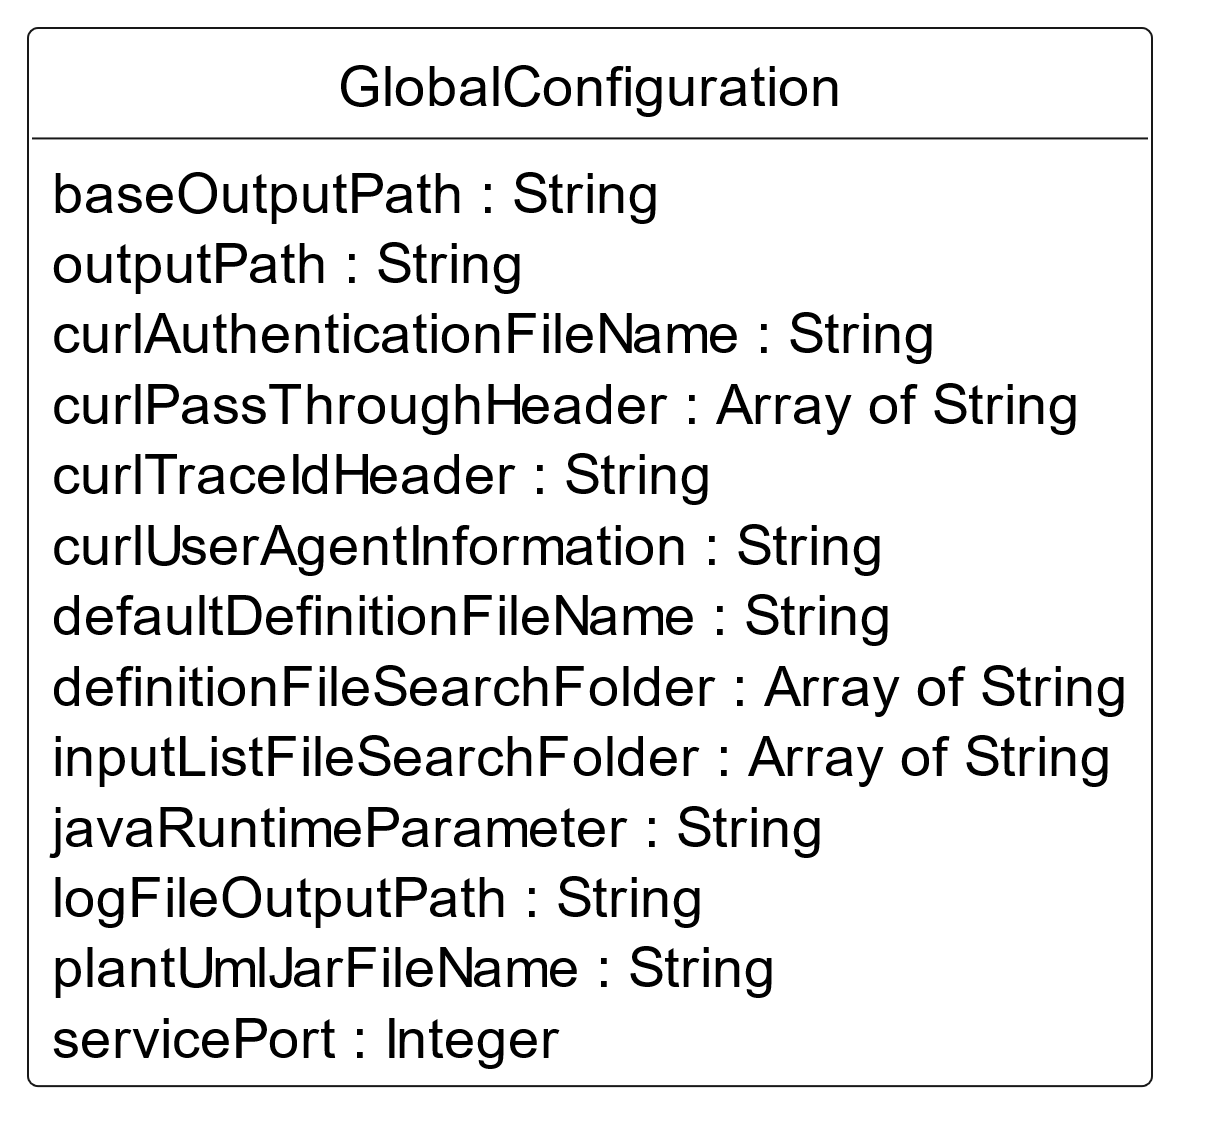 GlobalConfiguration
baseOutputPath : String
outputPath : String
curlAuthenticationFileName : String
curlPassThroughHeader : Array of String
curlTraceIdHeader : String
curlUserAgentInformation : String
defaultDefinitionFileName : String
definitionFileSearchFolder : Array of String
inputListFileSearchFolder : Array of String
javaRuntimeParameter : String
logFileOutputPath : String
plantUmlJarFileName : String
servicePort : Integer